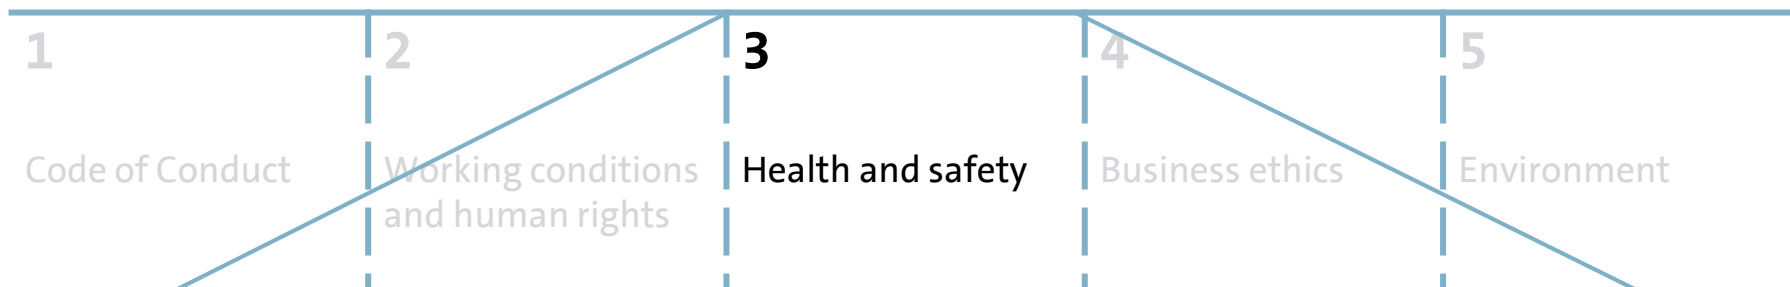 1
Code of Conduct
2
Working conditions
and human rights
3
Health and safety
4
Business ethics
5
Environment